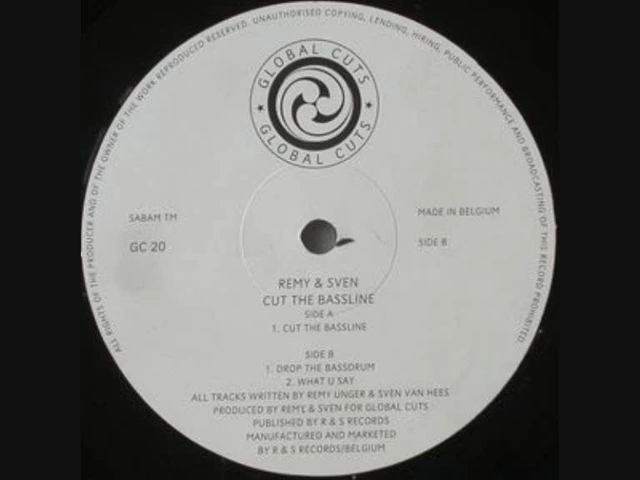 ALL RIGHTS OF THE PRODUCER AND OF THE OWNER OF THE WORK REPRODUCED RESERVED. UNAUTHORISED COPYING, LENDING, HIRING, PUBLIC PERFORMANCE AND BROADCASTING OF THIS RECORD PROHIBITED.
GLOBAL CUTS
GLOBAL CUTS
SABAM TM
MADE IN BELGIUM
GC 20
SIDE B
REMY & SVEN
CUT THE BASSLINE
SIDE A
1. CUT THE BASSLINE
SIDE B
1. DROP THE BASSDRUM
2. WHAT U SAY
ALL TRACKS WRITTEN BY REMY UNGER & SVEN VAN HEES
PRODUCED BY REMY & SVEN FOR GLOBAL CUTS
PUBLISHED BY R & S RECORDS
MANUFACTURED AND MARKETED
BY R & S RECORDS/BELGIUM